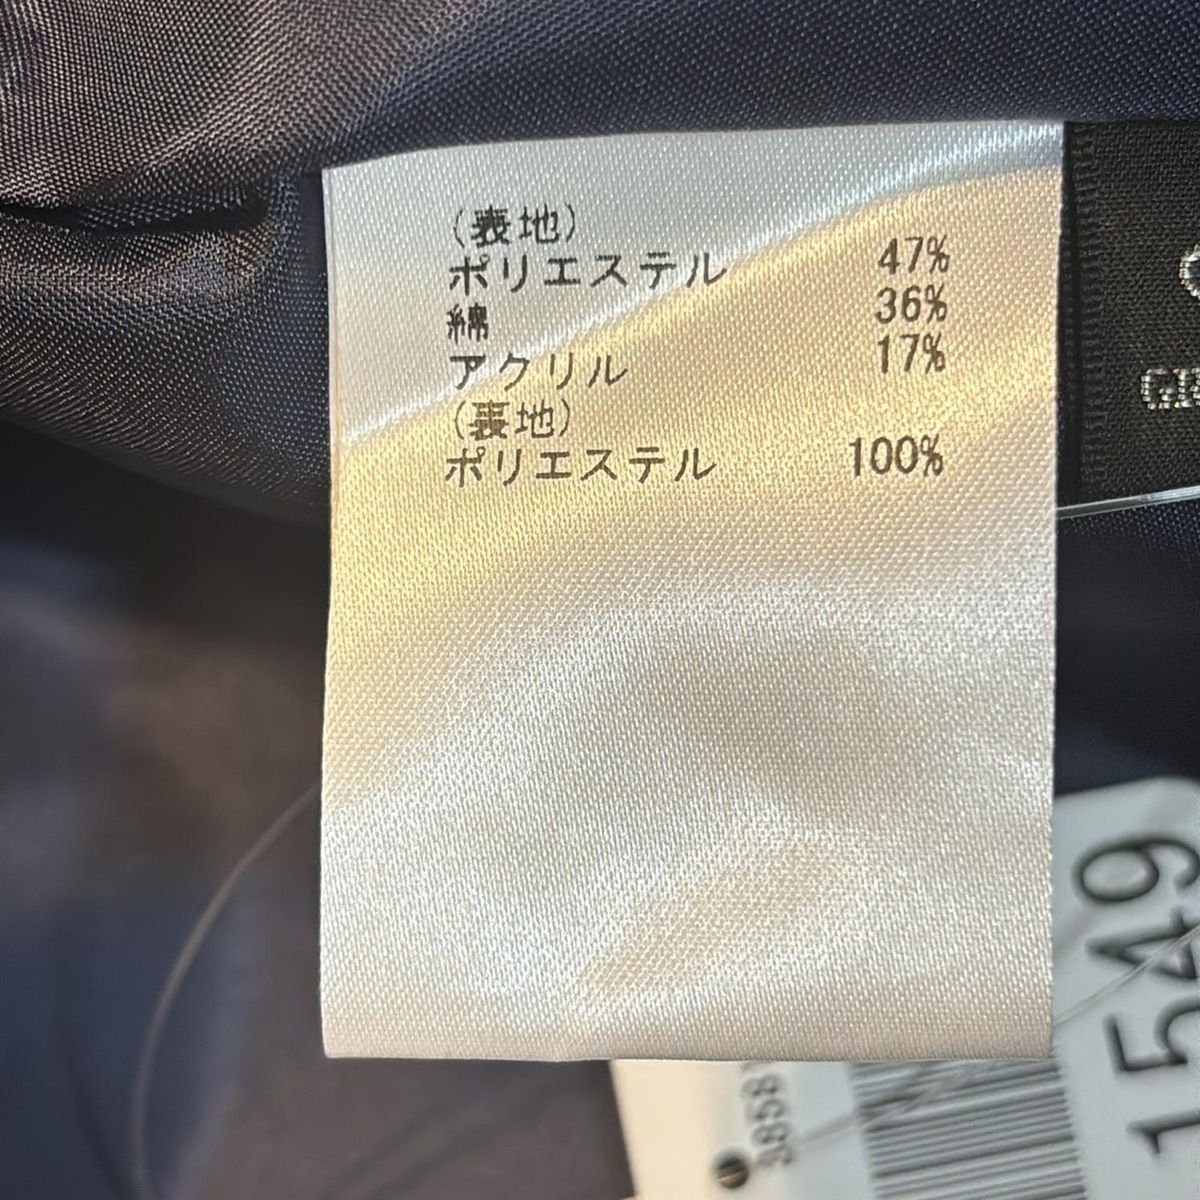 (表地)
ポリエステル 47%
綿 36%
アクリル 17%
(裏地)
ポリエステル 100%
1549
3858